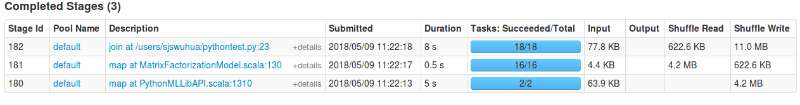 Completed Stages (3)
Stage Id Pool Name Description Submitted Duration Tasks: Succeeded/Total Input Output Shuffle Read Shuffle Write
182 default join at /users/sjswuhua/pythontest.py:23 +details 2018/05/09 11:22:18 8 s 18/18 77.8 KB 622.6 KB 11.0 MB
181 default map at MatrixFactorizationModel.scala:130 +details 2018/05/09 11:22:17 0.5 s 16/16 4.4 KB 4.2 MB 622.6 KB
180 default map at PythonMLLibAPI.scala:1310 +details 2018/05/09 11:22:13 5 s 2/2 63.9 KB 4.2 MB